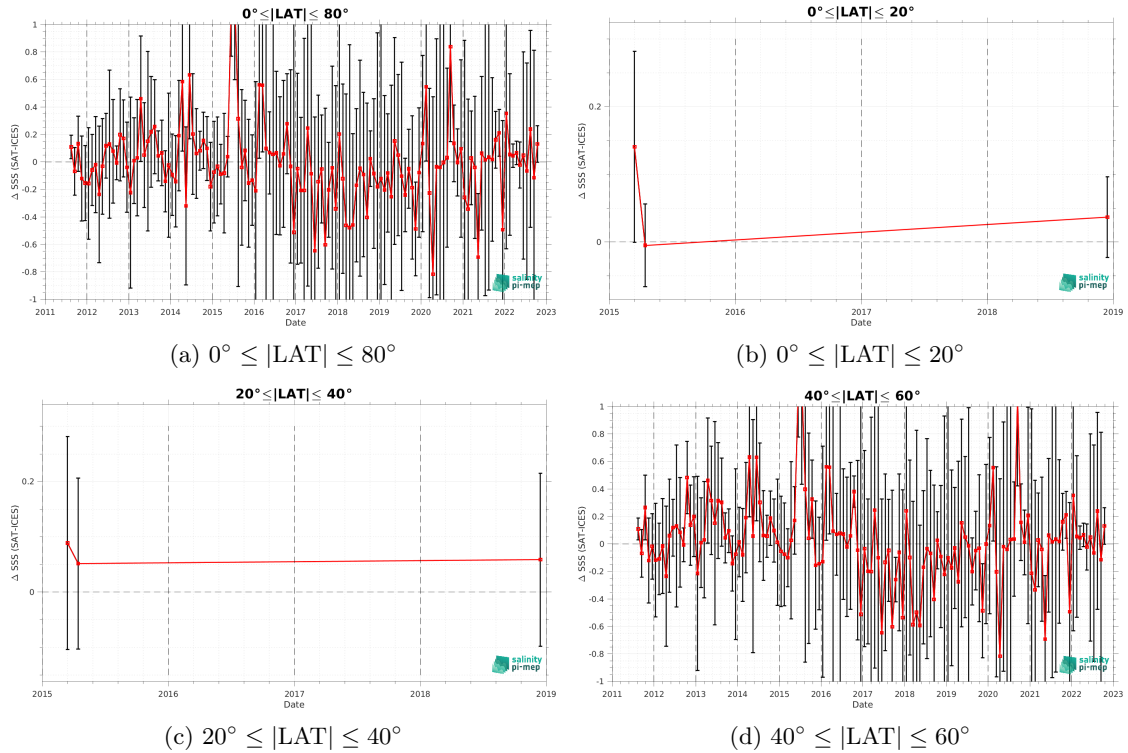 0°≤|LAT|≤ 80°
Δ SSS (SAT-ICES)
1
0.8
0.6
0.4
0.2
0
-0.2
-0.4
-0.6
-0.8
-1
2011 2012 2013 2014 2015 2016 2017 2018 2019 2020 2021 2022 2023
Date
salinity
pi-mep
(a) 0° ≤ |LAT| ≤ 80°
0°≤|LAT|≤ 20°
Δ SSS (SAT-ICES)
0.2
0
2015 2016 2017 2018 2019
Date
salinity
pi-mep
(b) 0° ≤ |LAT| ≤ 20°
20°≤|LAT|≤ 40°
Δ SSS (SAT-ICES)
0.2
0
2015 2016 2017 2018 2019
Date
salinity
pi-mep
(c) 20° ≤ |LAT| ≤ 40°
40°≤|LAT|≤ 60°
Δ SSS (SAT-ICES)
1
0.8
0.6
0.4
0.2
0
-0.2
-0.4
-0.6
-0.8
-1
2011 2012 2013 2014 2015 2016 2017 2018 2019 2020 2021 2022 2023
Date
salinity
pi-mep
(d) 40° ≤ |LAT| ≤ 60°